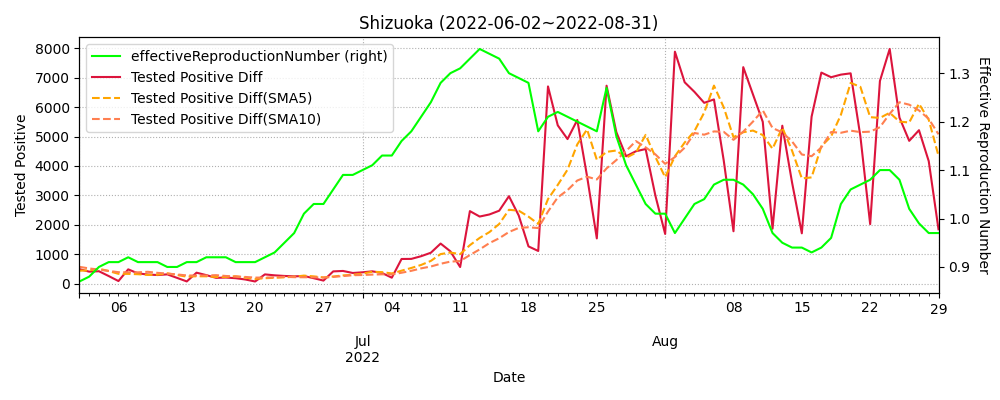 Shizuoka (2022-06-02~2022-08-31)
effectiveReproductionNumber (right)
Tested Positive Diff
Tested Positive Diff(SMA5)
Tested Positive Diff(SMA10)
Tested Positive
8000
7000
6000
5000
4000
3000
2000
1000
0
1.3
1.2
1.1
1.0
0.9
Effective Reproduction Number
06 13 20 27 04 11 18 25 08 15 22 29
Jul Aug
2022
Date